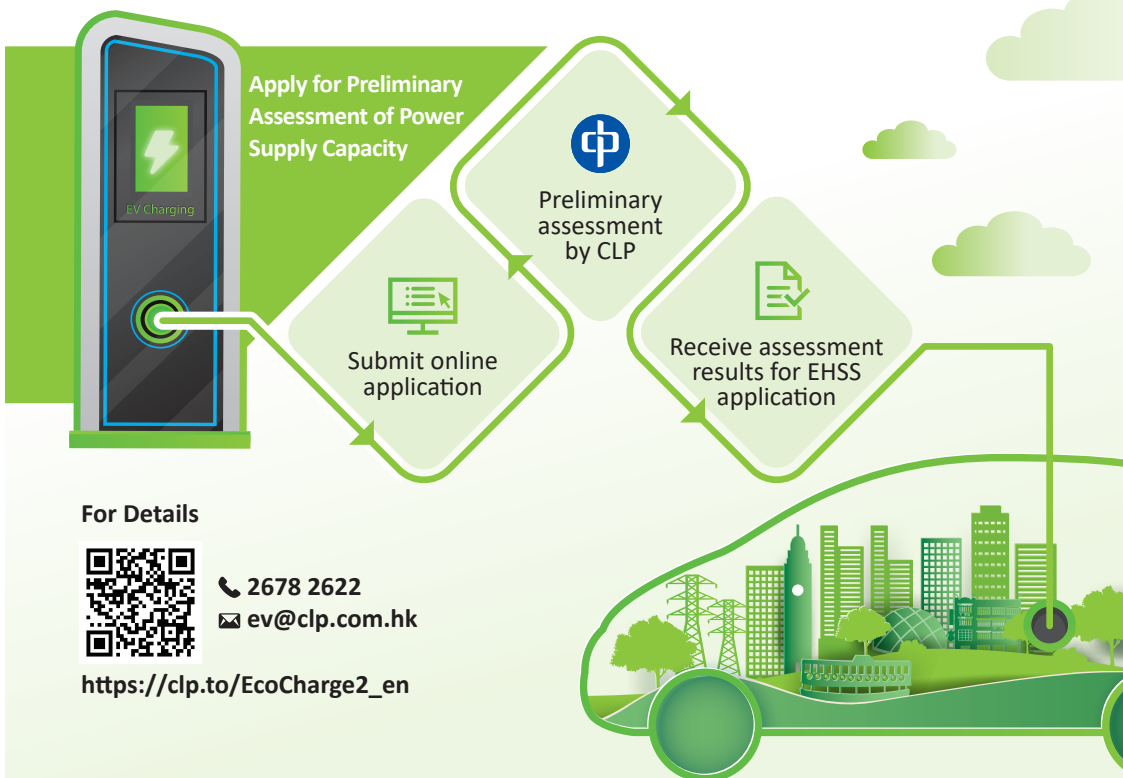 Apply for Preliminary
Assessment of Power
Supply Capacity
EV Charging
Submit online
application
Preliminary
assessment
by CLP
Receive assessment
results for EHSS
application
For Details
2678 2622
ev@clp.com.hk
https://clp.to/EcoCharge2_en